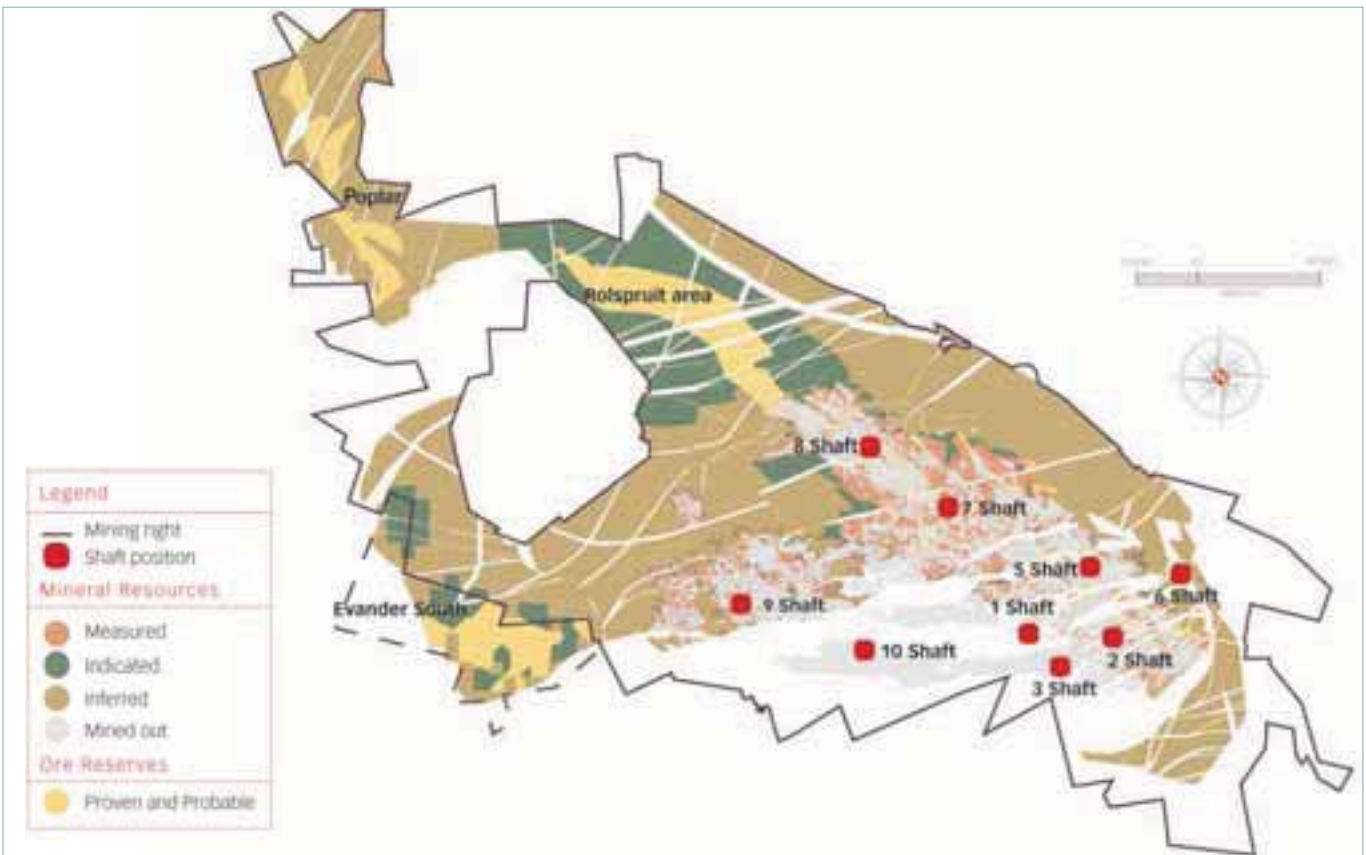 Poplar
Rolspruit area
8 Shaft
7 Shaft
5 Shaft
6 Shaft
1 Shaft
9 Shaft
Evander South
10 Shaft
2 Shaft
3 Shaft
Legend
Mining right
Shaft position
Mineral Resources
Measured
Indicated
Inferred
Mined out
Ore Reserves
Proven and Probable